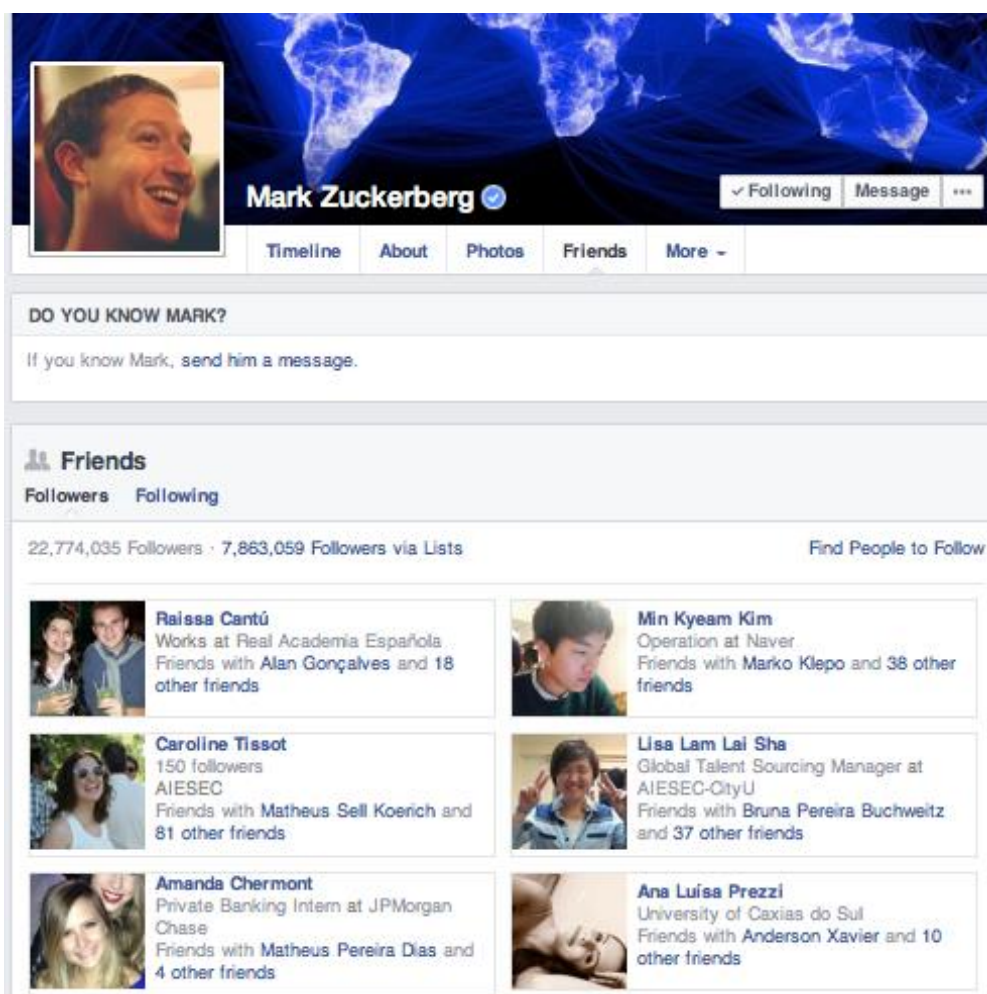 Mark Zuckerberg
Following Message ...
Timeline About Photos Friends More
DO YOU KNOW MARK?
If you know Mark, send him a message.
Friends
Followers Following
22,774,035 Followers · 7,863,059 Followers via Lists Find People to Follow
Raissa Cantú
Works at Real Academia Española
Friends with Alan Gonçalves and 18
other friends
Min Kyeam Kim
Operation at Naver
Friends with Marko Klepo and 38 other
friends
Caroline Tissot
150 followers
AIESEC
Friends with Matheus Sell Koerich and
81 other friends
Lisa Lam Lai Sha
Global Talent Sourcing Manager at
AIESEC-CityU
Friends with Bruna Pereira Buchweitz
and 37 other friends
Amanda Chermont
Private Banking Intern at JPMorgan
Chase
Friends with Matheus Pereira Dias and
4 other friends
Ana Luísa Prezzi
University of Caxias do Sul
Friends with Anderson Xavier and 10
other friends